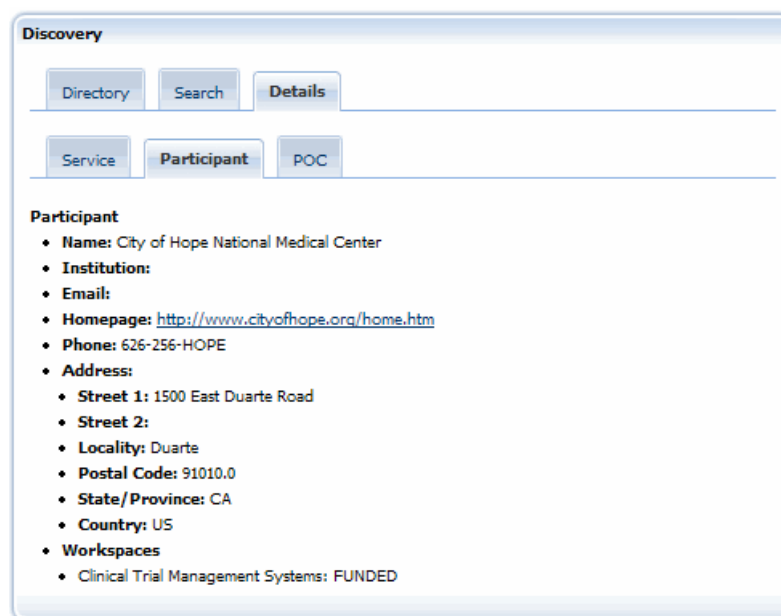 Discovery
Directory Search Details
Service Participant POC
Participant
• Name: City of Hope National Medical Center
• Institution:
• Email:
• Homepage: http://www.cityofhope.org/home.htm
• Phone: 626-256-HOPE
• Address:
• Street 1: 1500 East Duarte Road
• Street 2:
• Locality: Duarte
• Postal Code: 91010.0
• State/Province: CA
• Country: US
• Workspaces
• Clinical Trial Management Systems: FUNDED